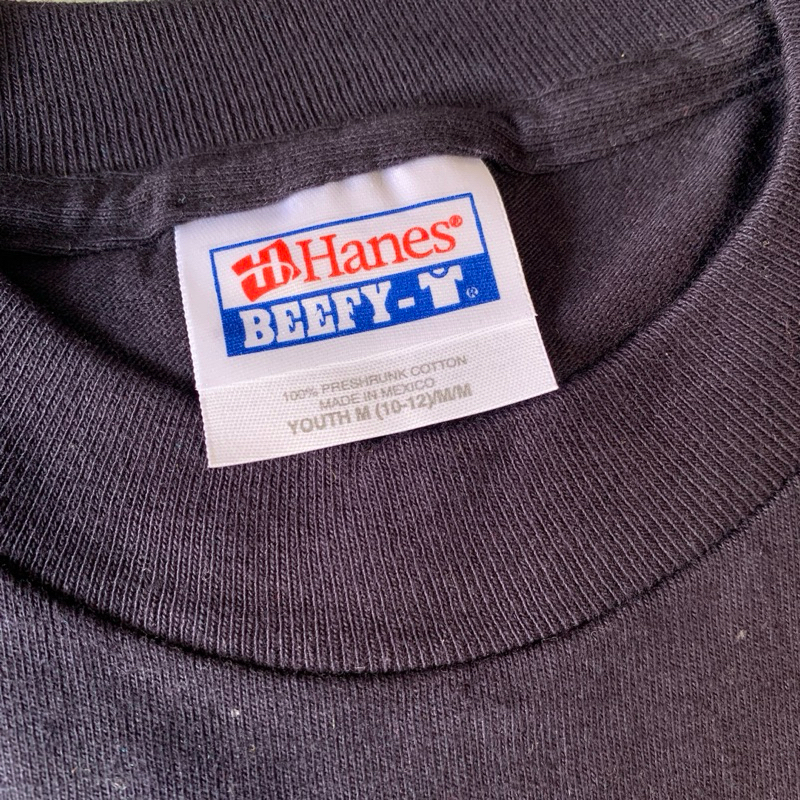 Hanes®
BEEFY-T®
100% PRESHRUNK COTTON
MADE IN MEXICO
YOUTH M (10-12)/M/M